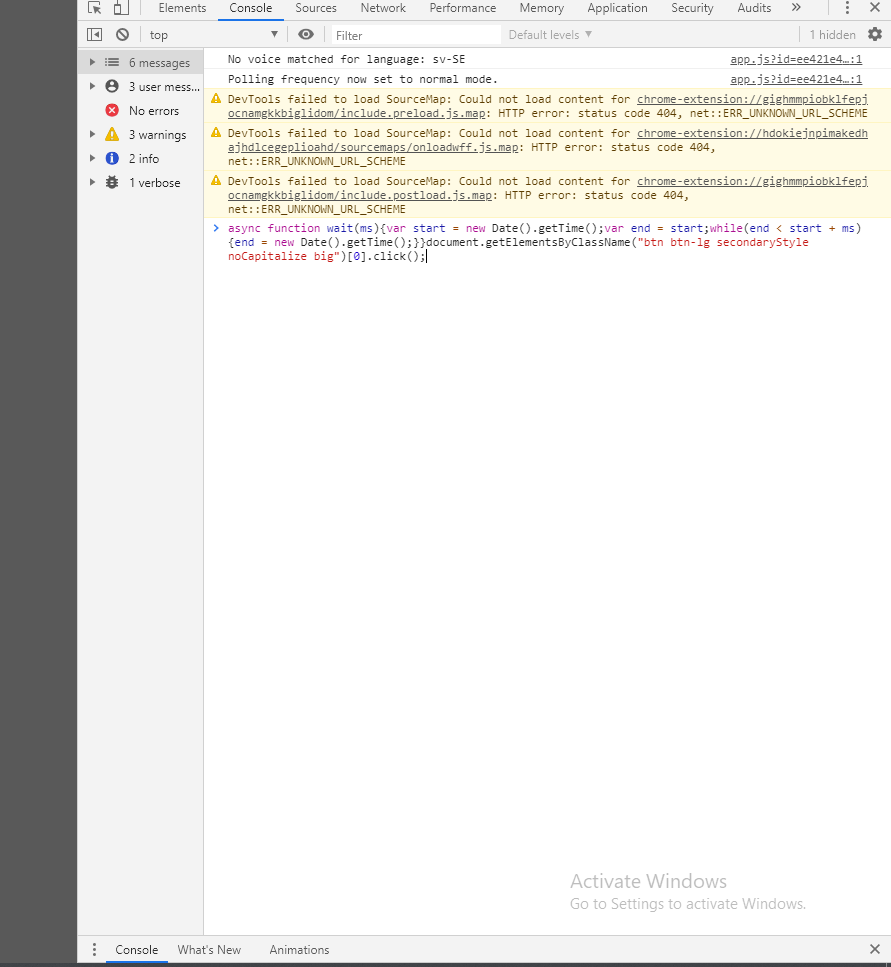 Elements Console Sources Network Performance Memory Application Security Audits »
top ▼ Filter Default levels ▼ 1 hidden
6 messages
3 user mess...
No errors
3 warnings
2 info
1 verbose
No voice matched for language: sv-SE app.js?id=ee421e4…:1
Polling frequency now set to normal mode. app.js?id=ee421e4…:1
DevTools failed to load SourceMap: Could not load content for chrome-extension://gighmmpiobklfepj
ocnamgkkbiglidom/include.preload.js.map: HTTP error: status code 404, net::ERR_UNKNOWN_URL_SCHEME
DevTools failed to load SourceMap: Could not load content for chrome-extension://hdokiejnpimakedh
ajhdlcegeplioahd/sourcemaps/onloadwff.js.map: HTTP error: status code 404,
net::ERR_UNKNOWN_URL_SCHEME
DevTools failed to load SourceMap: Could not load content for chrome-extension://gighmmpiobklfepj
ocnamgkkbiglidom/include.postload.js.map: HTTP error: status code 404,
net::ERR_UNKNOWN_URL_SCHEME
> async function wait(ms){var start = new Date().getTime();var end = start;while(end < start + ms)
{end = new Date().getTime();}}document.getElementsByClassName("btn btn-lg secondaryStyle
noCapitalize big")[0].click();
Activate Windows
Go to Settings to activate Windows.
Console What's New Animations